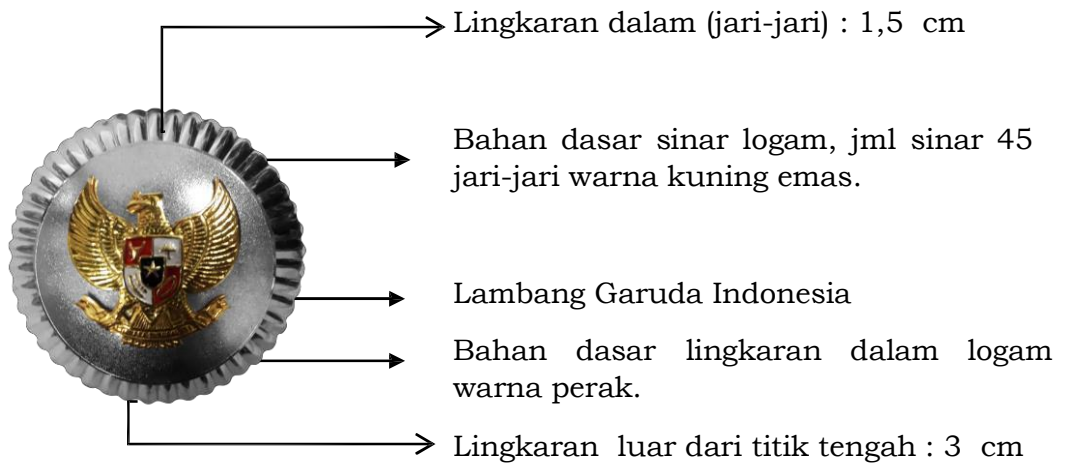 Lingkaran dalam (jari-jari) : 1,5 cm
Bahan dasar sinar logam, jml sinar 45
jari-jari warna kuning emas.
Lambang Garuda Indonesia
Bahan dasar lingkaran dalam logam
warna perak.
Lingkaran luar dari titik tengah : 3 cm